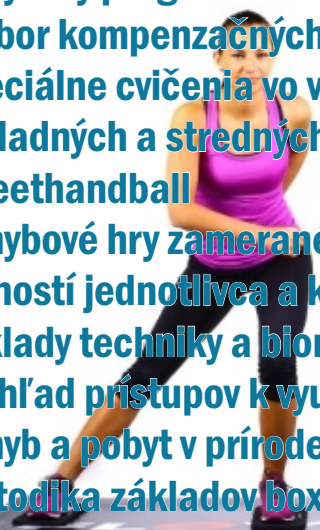 bor kompenzačných
eciálne cvičenia vo v
ladných a stredných
eethandball
hybové hry zamerané
ností jednotlivca a k
klady techniky a bior
hľad prístupov k vyu
hyb a pobyt v prírode
todika základov box